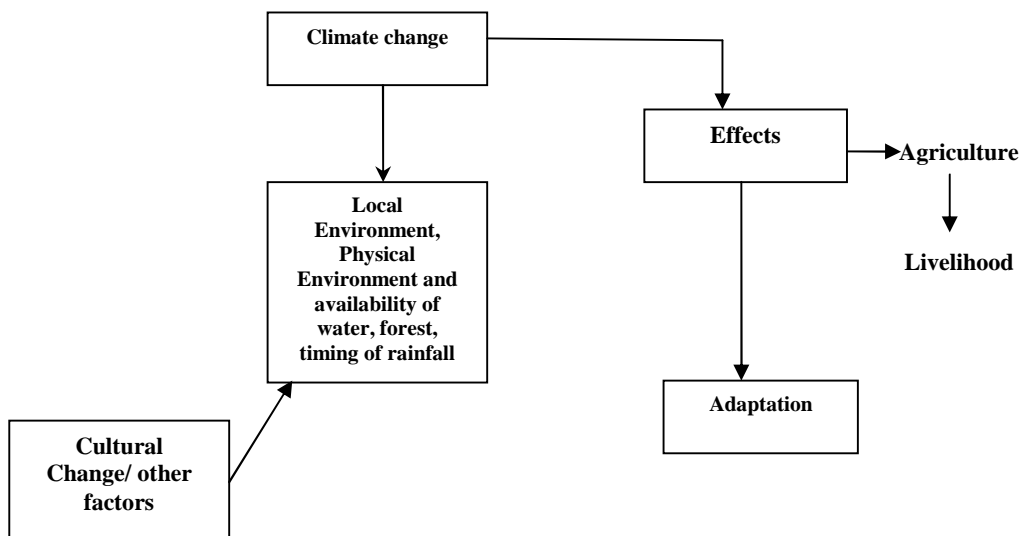 Climate change
Effects
Agriculture
Livelihood
Local
Environment,
Physical
Environment and
availability of
water, forest,
timing of rainfall
Adaptation
Cultural
Change/ other
factors